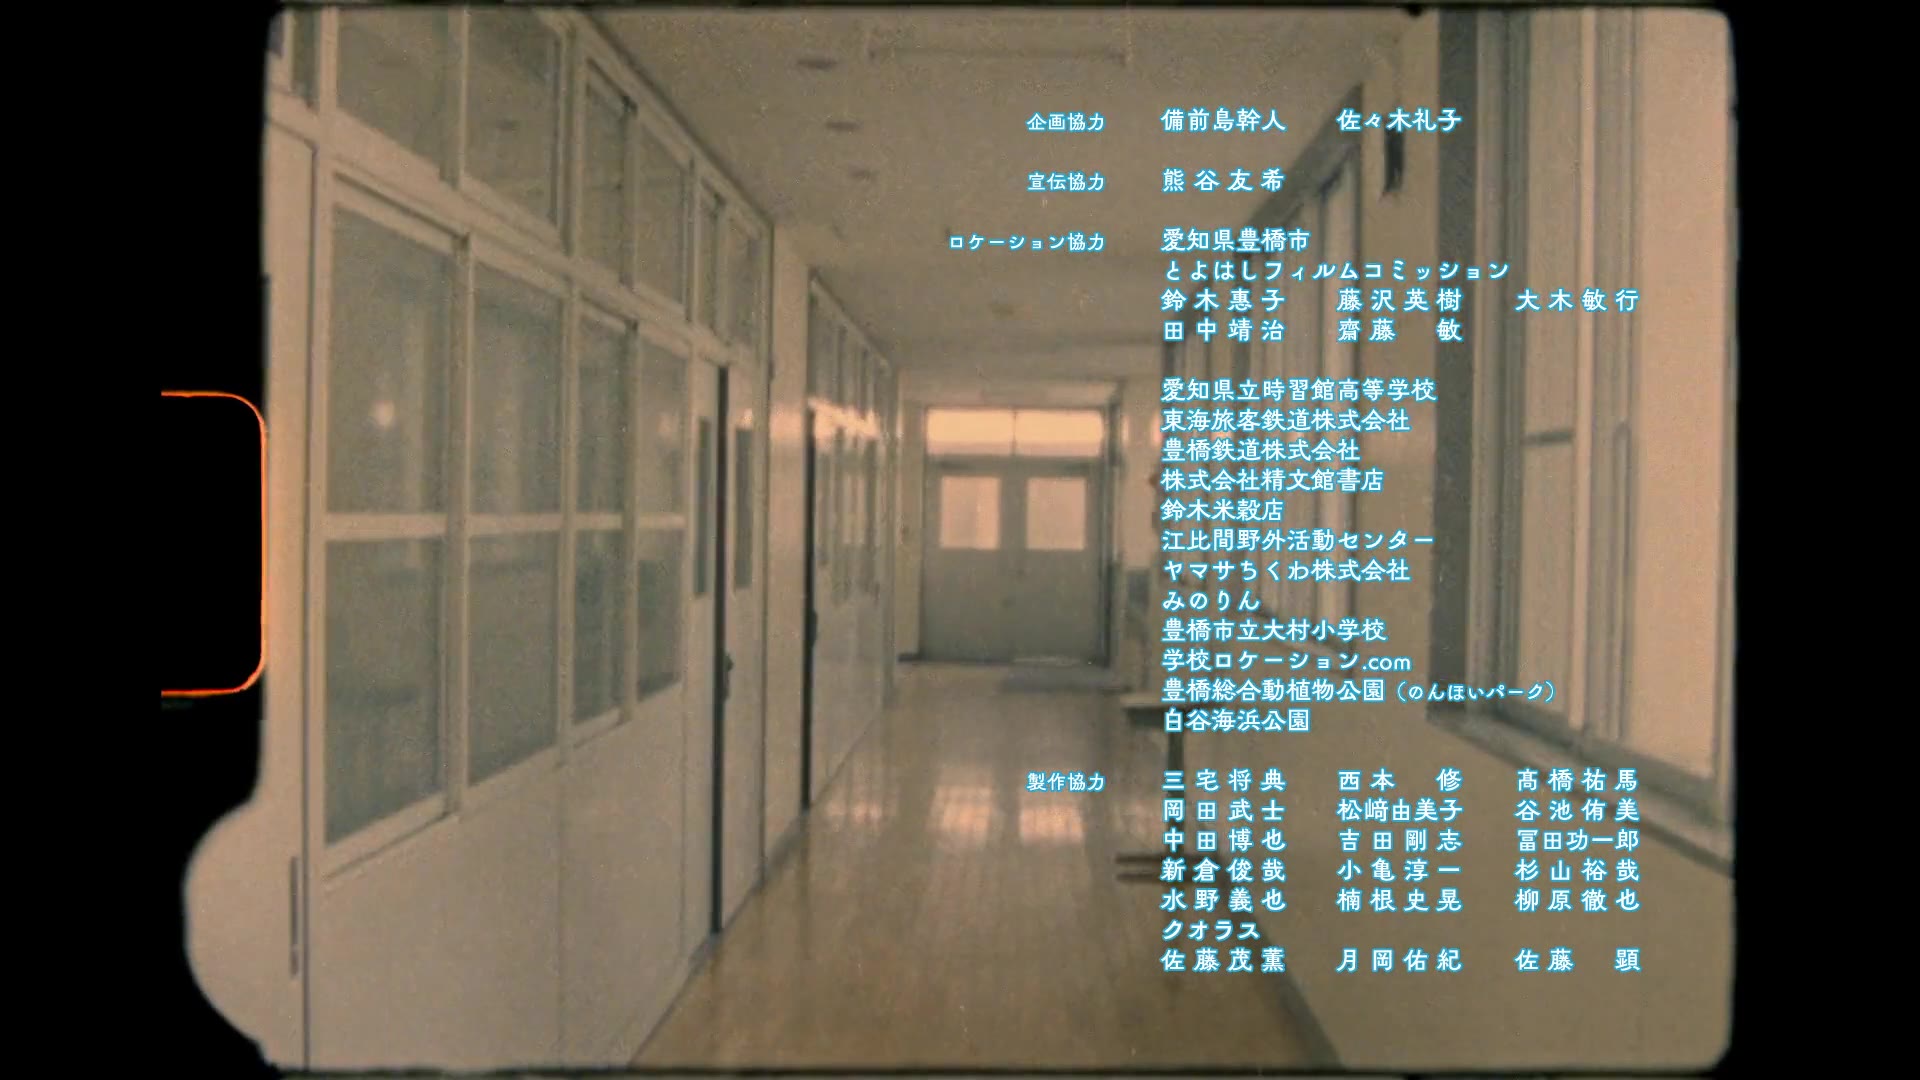 企画協力 備前島幹人 佐々木礼子
宣伝協力 熊谷友希
ロケーション協力 愛知県豊橋市
とよはしフィルムコミッション
鈴木惠子 藤沢英樹 大木敏行
田中靖治 齋藤 敏
愛知県立時習館高等学校
東海旅客鉄道株式会社
豊橋鉄道株式会社
株式会社精文館書店
鈴木米穀店
江比間野外活動センター
ヤマサちくわ株式会社
みのりん
豊橋市立大村小学校
学校ロケーション.com
豊橋総合動植物公園（のんほいパーク）
白谷海浜公園
製作協力 三宅将典 西本 修 髙橋祐馬
岡田武士 松﨑由美子 谷池侑美
中田博也 吉田剛志 冨田功一郎
新倉俊哉 小亀淳一 杉山裕哉
水野義也 楠根史晃 柳原徹也
クオラス
佐藤茂薫 月岡佑紀 佐藤 顕